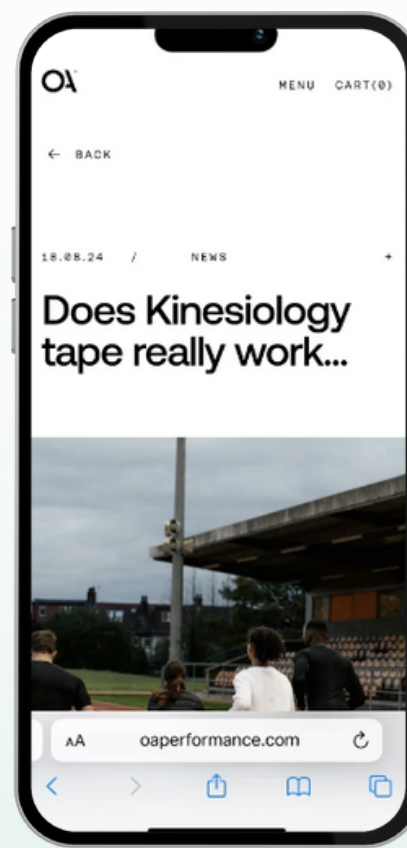 OA
MENU CART(0)
← BACK
18.08.24 / NEWS +
Does Kinesiology
tape really work...
AA oaperformance.com